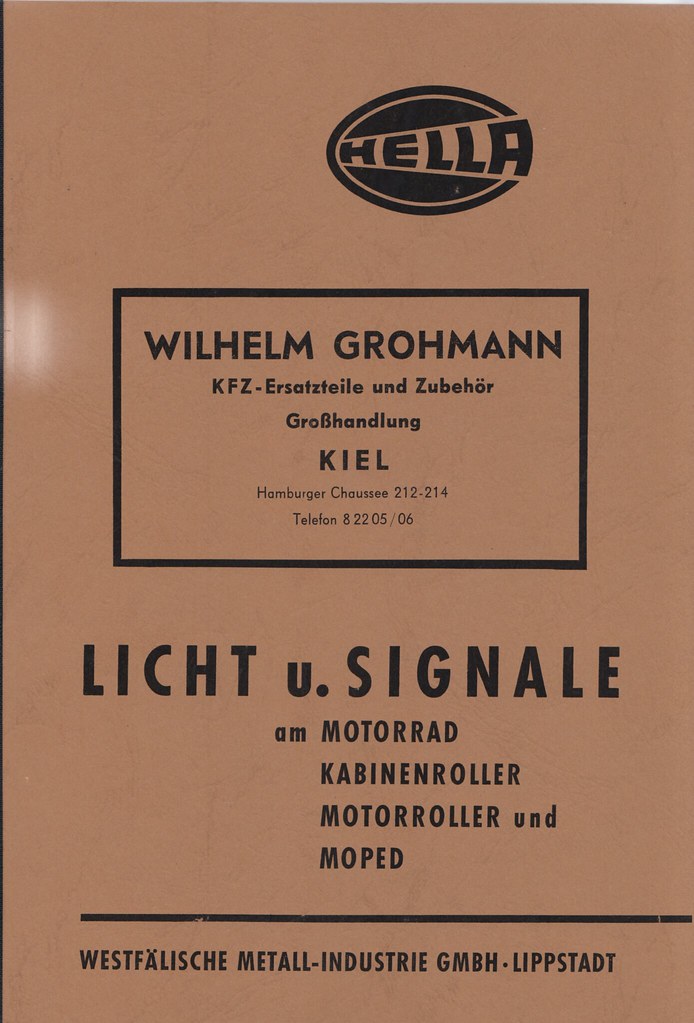 HELLA
WILHELM GROHMANN
KFZ-Ersatzteile und Zubehör
Großhandlung
KIEL
Hamburger Chaussee 212-214
Telefon 8 22 05/06
LICHT u. SIGNALE
am MOTORRAD
KABINENROLLER
MOTORROLLER und
MOPED
WESTFÄLISCHE METALL-INDUSTRIE GMBH·LIPPSTADT